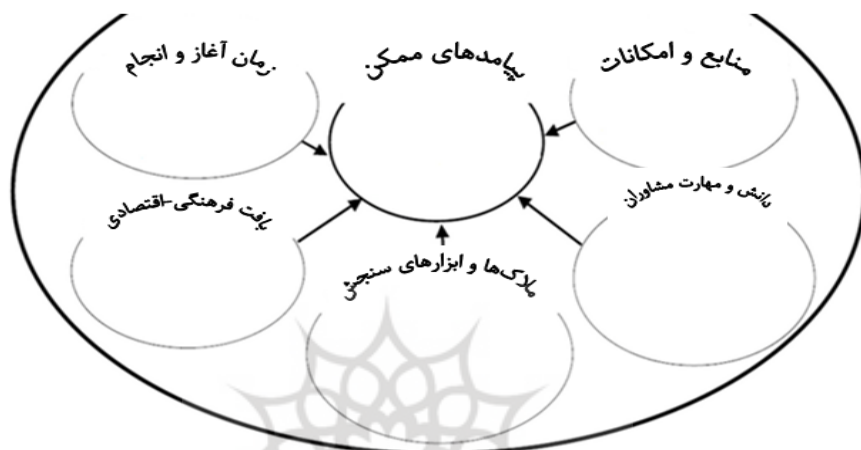 منابع و امکانات
پیامدهای ممکن
زمان آغاز و انجام
دانش و مهارت مشاوران
بافت فرهنگی-اقتصادی
ملاک‌ها و ابزارهای سنجش